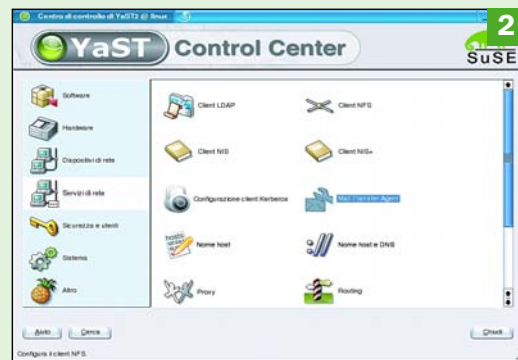 Centro di controllo di YaST2 @ linux
2
YaST Control Center
SuSE
Software
Hardware
Dispositivi di rete
Servizi di rete
Sicurezza e utenti
Sistema
Altro
Client LDAP
Client NFS
Client NIS
Client NIS+
Configurazione client Kerberos
Mail Transfer Agent
Nome host
Nome host e DNS
Proxy
Routing
Aiuto
Cerca
Chiudi
Configura il client NFS.